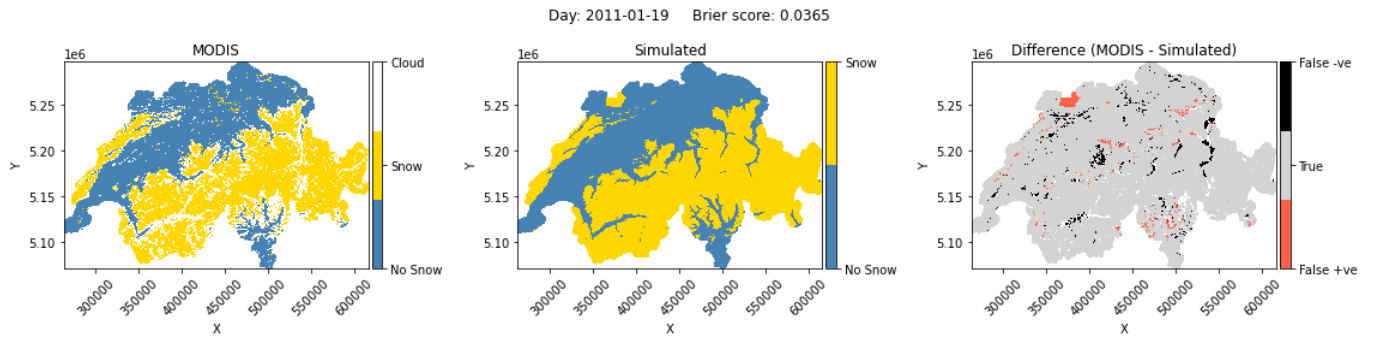 Day: 2011-01-19     Brier score: 0.0365
MODIS
1e6
Y
5.25
5.20
5.15
5.10
300000
350000
400000
450000
500000
550000
600000
X
Cloud
Snow
No Snow
Simulated
1e6
Y
5.25
5.20
5.15
5.10
300000
350000
400000
450000
500000
550000
600000
X
Snow
No Snow
Difference (MODIS - Simulated)
1e6
Y
5.25
5.20
5.15
5.10
300000
350000
400000
450000
500000
550000
600000
X
False -ve
True
False +ve